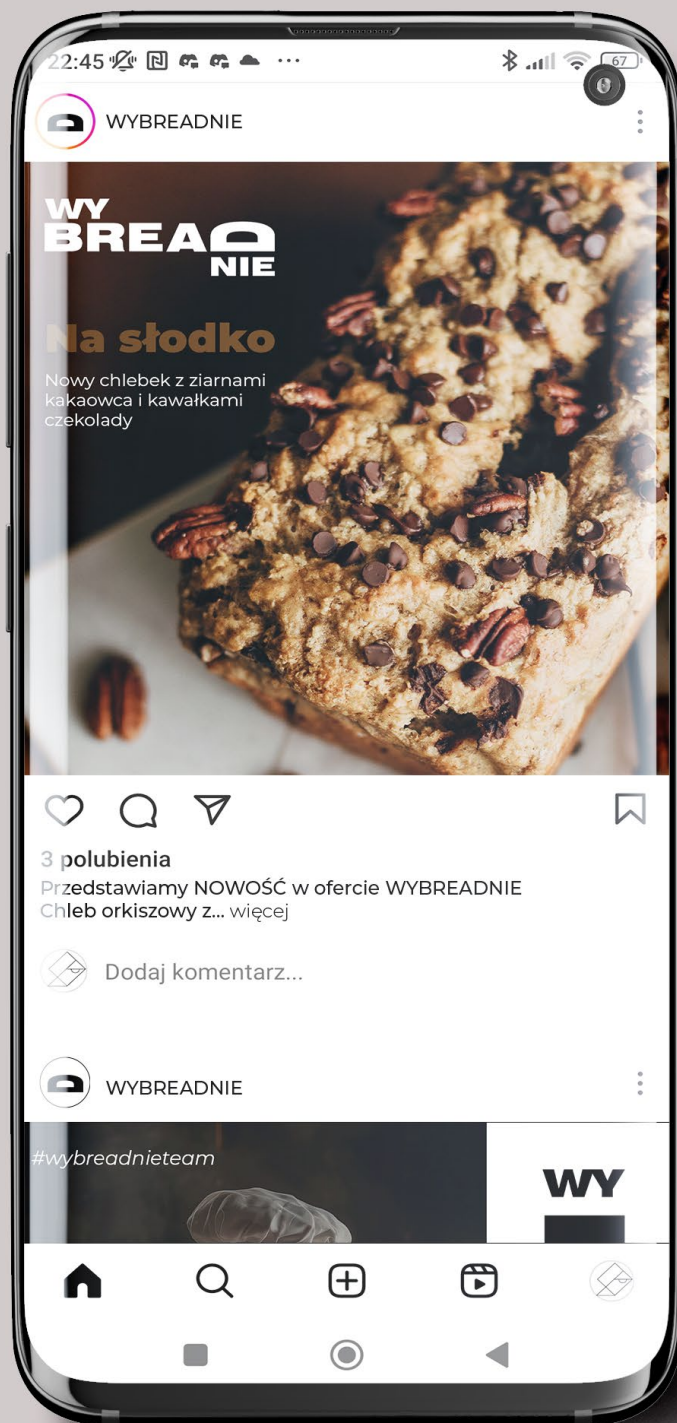 22:45
67
WYBREADNIE
WY
BREAD
NIE
Na słodko
Nowy chlebek z ziarnami
kakaowca i kawałkami
czekolady
3 polubienia
Przedstawiamy NOWOŚĆ w ofercie WYBREADNIE
Chleb orkiszowy z... więcej
Dodaj komentarz...
WYBREADNIE
#wybreadnieteam
WY